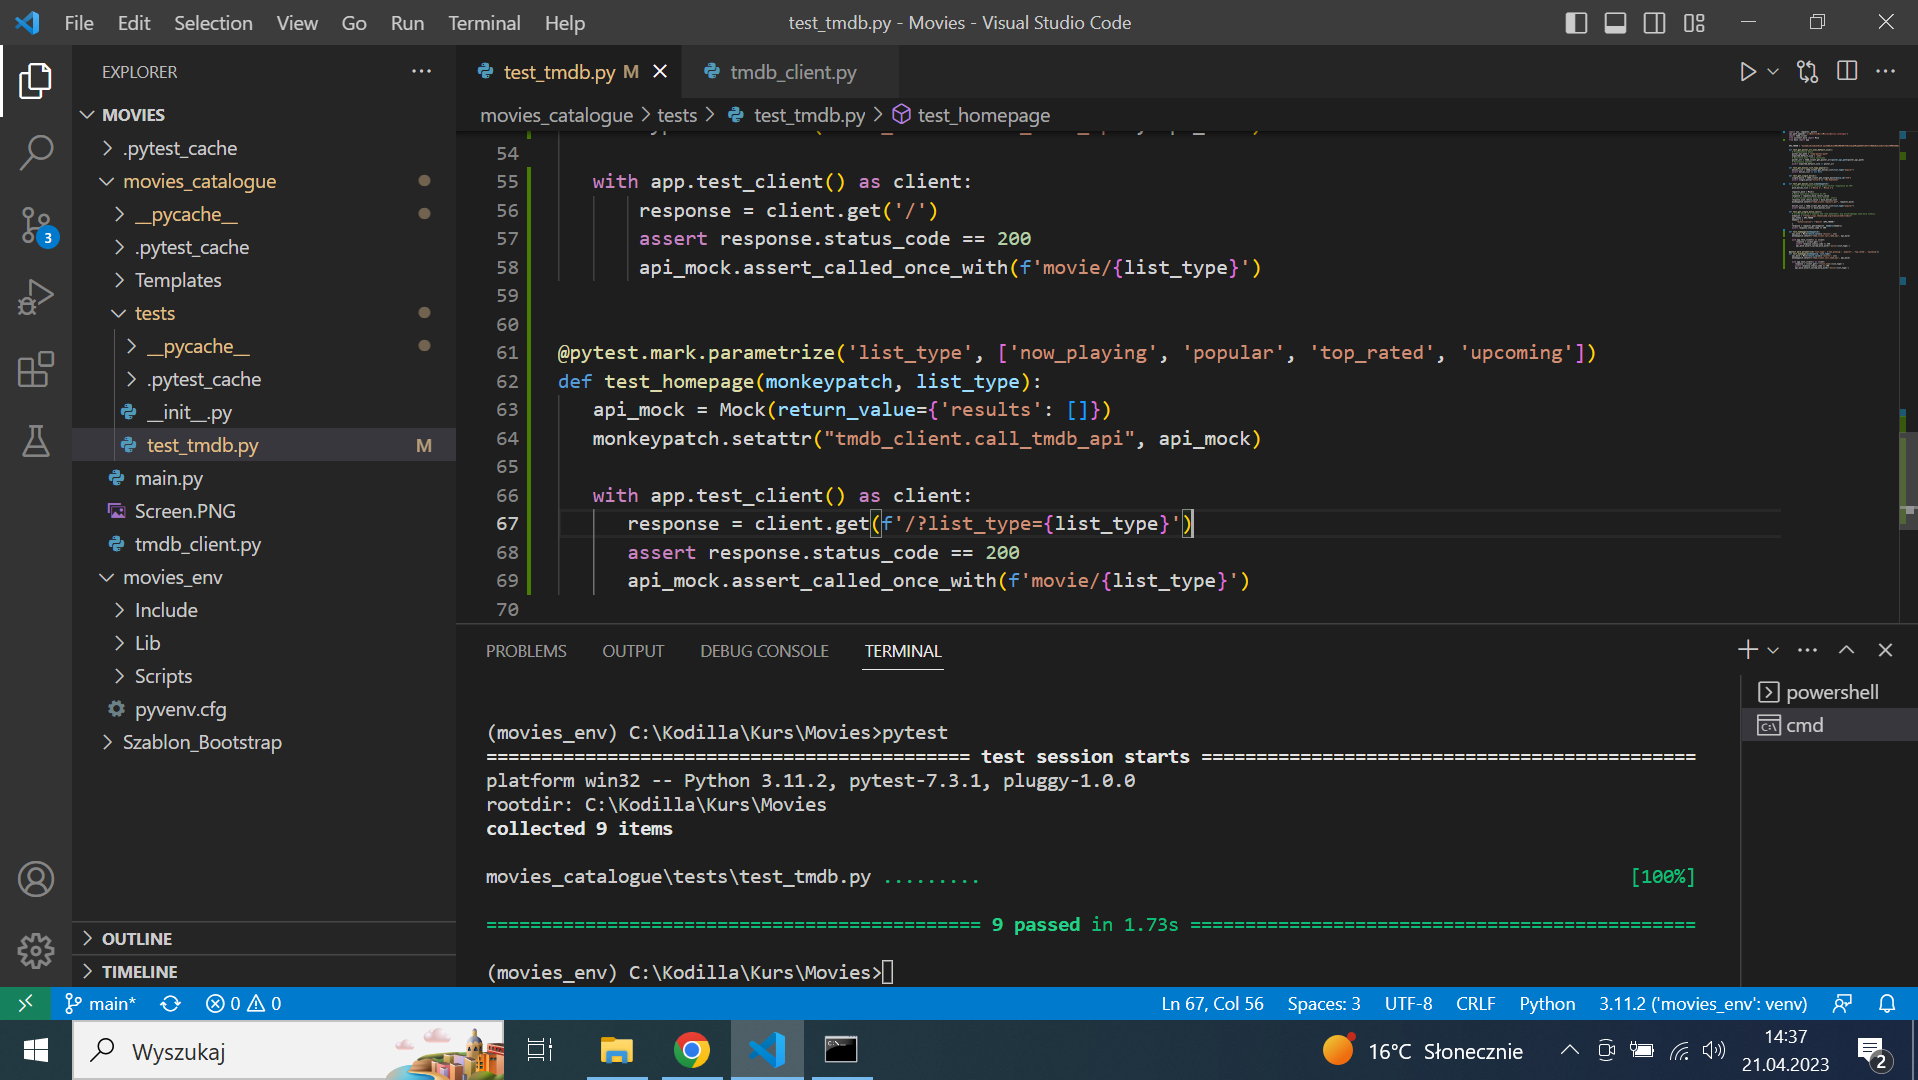 File Edit Selection View Go Run Terminal Help
test_tmdb.py - Movies - Visual Studio Code
EXPLORER
MOVIES
.pytest_cache
movies_catalogue
__pycache__
.pytest_cache
Templates
tests
__pycache__
.pytest_cache
__init__.py
test_tmdb.py M
main.py
Screen.PNG
tmdb_client.py
movies_env
Include
Lib
Scripts
pyvenv.cfg
Szablon_Bootstrap
OUTLINE
TIMELINE
3
test_tmdb.py M
tmdb_client.py
movies_catalogue > tests > test_tmdb.py > test_homepage
54
55 with app.test_client() as client:
56 response = client.get('/')
57 assert response.status_code == 200
58 api_mock.assert_called_once_with(f'movie/{list_type}')
59
60
61 @pytest.mark.parametrize('list_type', ['now_playing', 'popular', 'top_rated', 'upcoming'])
62 def test_homepage(monkeypatch, list_type):
63 api_mock = Mock(return_value={'results': []})
64 monkeypatch.setattr("tmdb_client.call_tmdb_api", api_mock)
65
66 with app.test_client() as client:
67 response = client.get(f'/?list_type={list_type}')
68 assert response.status_code == 200
69 api_mock.assert_called_once_with(f'movie/{list_type}')
70
PROBLEMS OUTPUT DEBUG CONSOLE TERMINAL
powershell
cmd
(movies_env) C:\Kodilla\Kurs\Movies>pytest
============================================ test session starts =============================================
platform win32 -- Python 3.11.2, pytest-7.3.1, pluggy-1.0.0
rootdir: C:\Kodilla\Kurs\Movies
collected 9 items
movies_catalogue\tests\test_tmdb.py ......... [100%]
============================================= 9 passed in 1.73s ==============================================
(movies_env) C:\Kodilla\Kurs\Movies>
main* 0 0
Ln 67, Col 56 Spaces: 3 UTF-8 CRLF Python 3.11.2 ('movies_env': venv)
Wyszukaj
16°C Słonecznie
14:37
21.04.2023
2